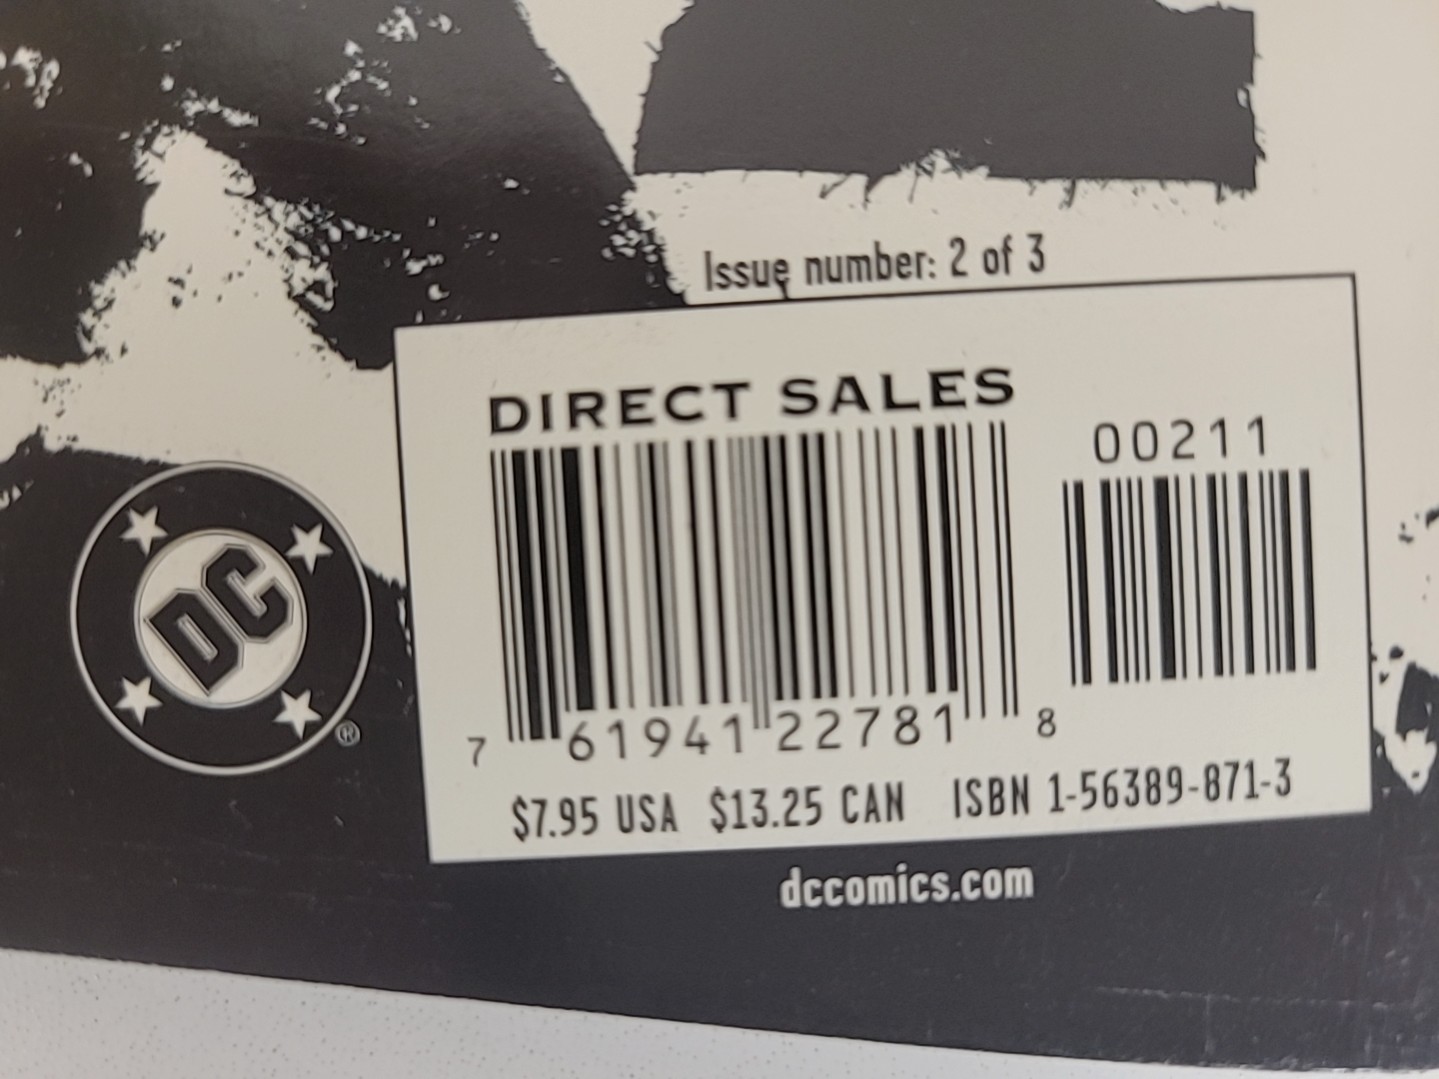 Issue number: 2 of 3
DIRECT SALES
00211
7 61941 22781 8
$7.95 USA $13.25 CAN ISBN 1-56389-871-3
DC
®
dccomics.com